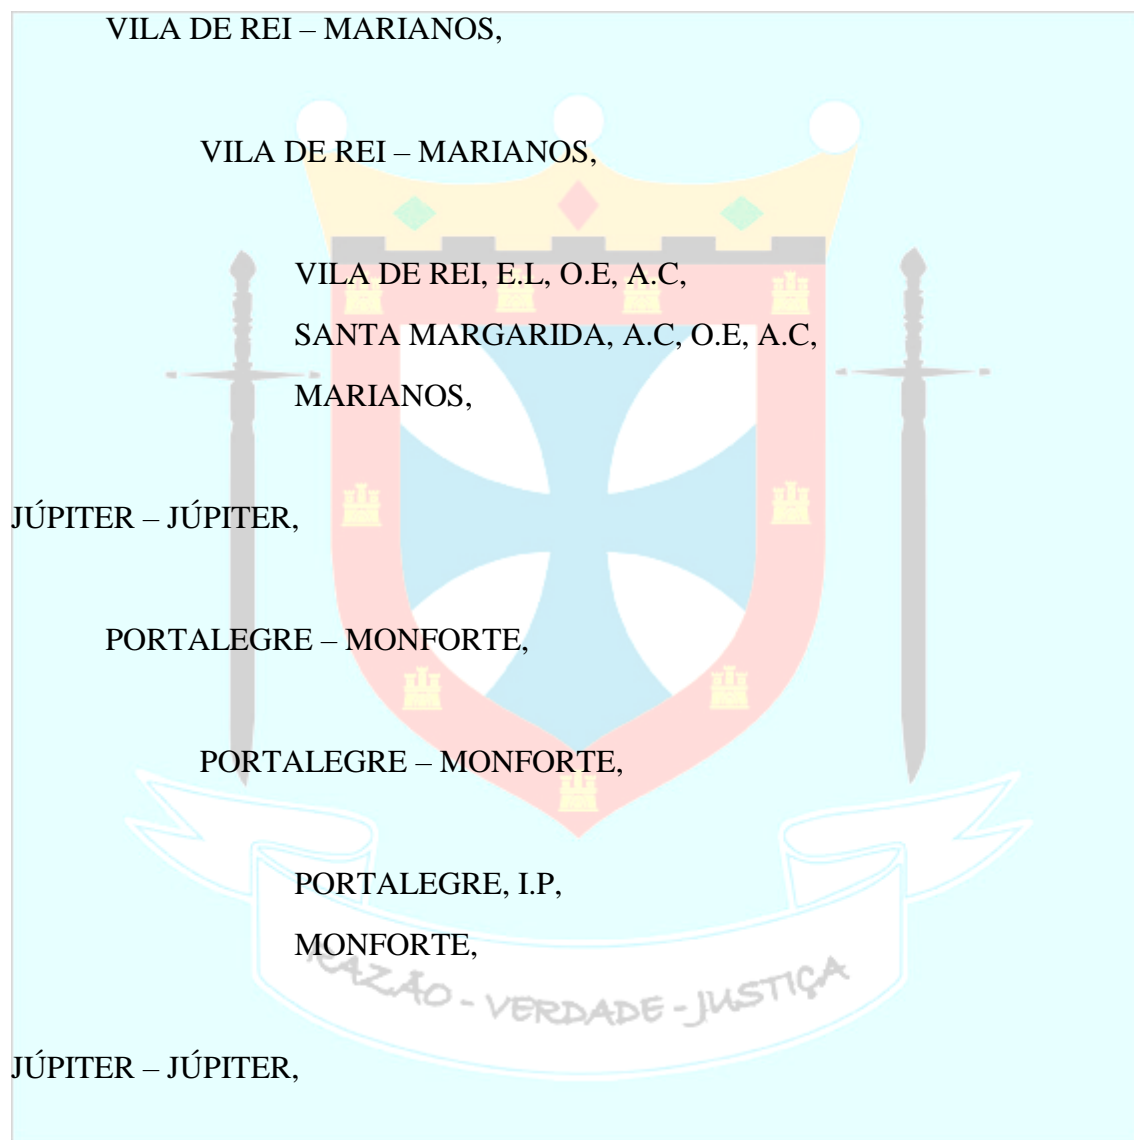 VILA DE REI – MARIANOS,
VILA DE REI – MARIANOS,
VILA DE REI, E.L, O.E, A.C,
SANTA MARGARIDA, A.C, O.E, A.C,
MARIANOS,
JÚPITER – JÚPITER,
PORTALEGRE – MONFORTE,
PORTALEGRE – MONFORTE,
PORTALEGRE, I.P,
MONFORTE,
RAZÃO - VERDADE - JUSTIÇA
JÚPITER – JÚPITER,